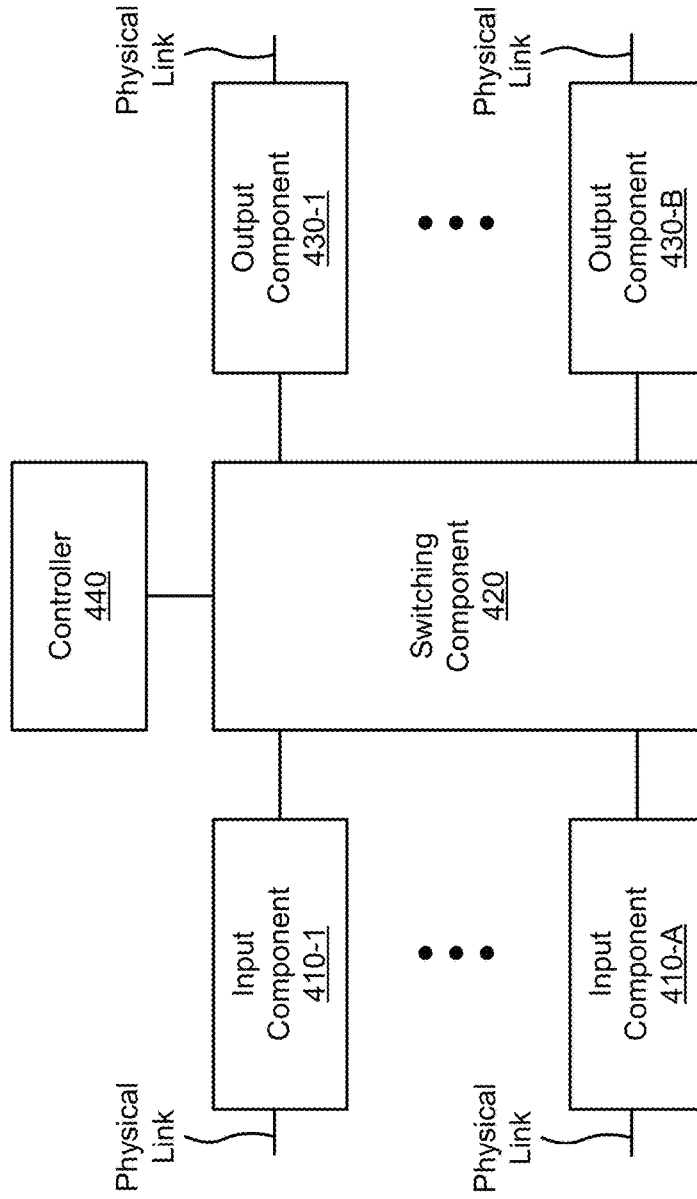 Controller
440
Physical
Link
Input
Component
410-1
Switching
Component
420
Output
Component
430-1
Physical
Link
Physical
Link
Input
Component
410-A
Output
Component
430-B
Physical
Link